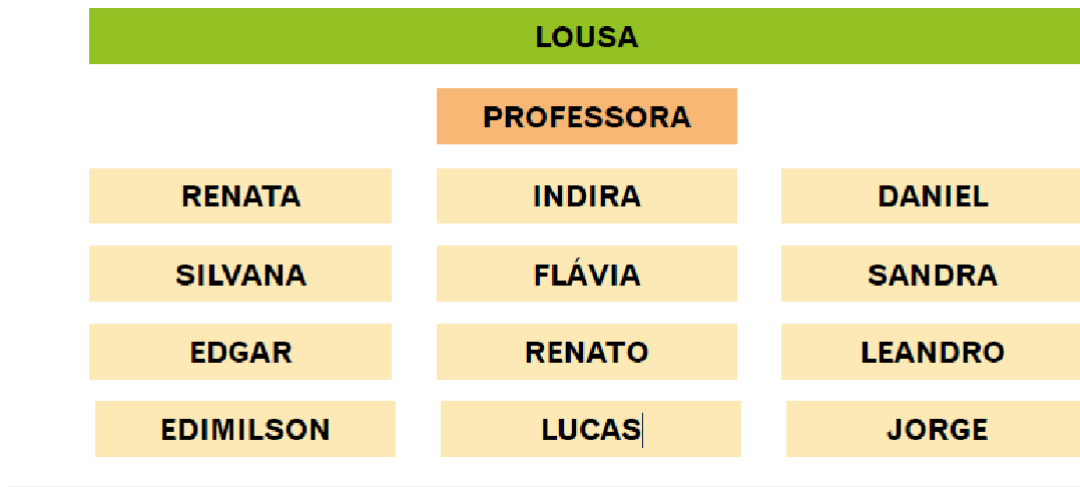 LOUSA
PROFESSORA
RENATA INDIRA DANIEL
SILVANA FLÁVIA SANDRA
EDGAR RENATO LEANDRO
EDIMILSON LUCAS JORGE